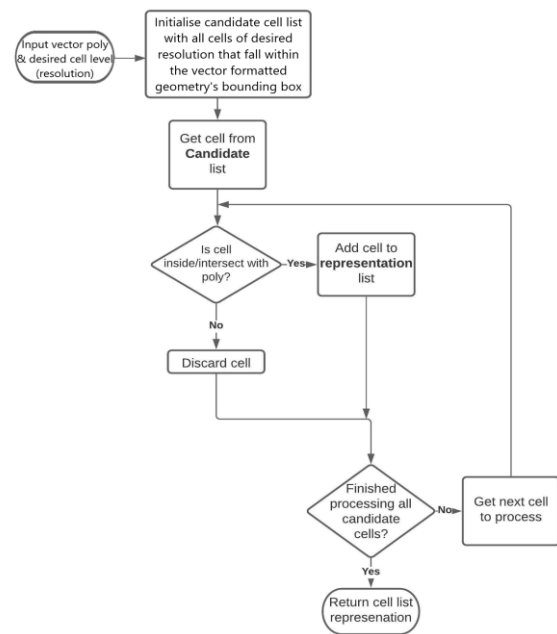 Input vector poly
& desired cell level
(resolution)
Initialise candidate cell list
with all cells of desired
resolution that fall within
the vector formatted
geometry's bounding box
Get cell from
Candidate
list
Is cell
inside/intersect with
poly?
Yes
Add cell to
representation
list
No
Discard cell
Finished
processing all
candidate
cells?
No
Get next cell
to process
Yes
Return cell list
represenation